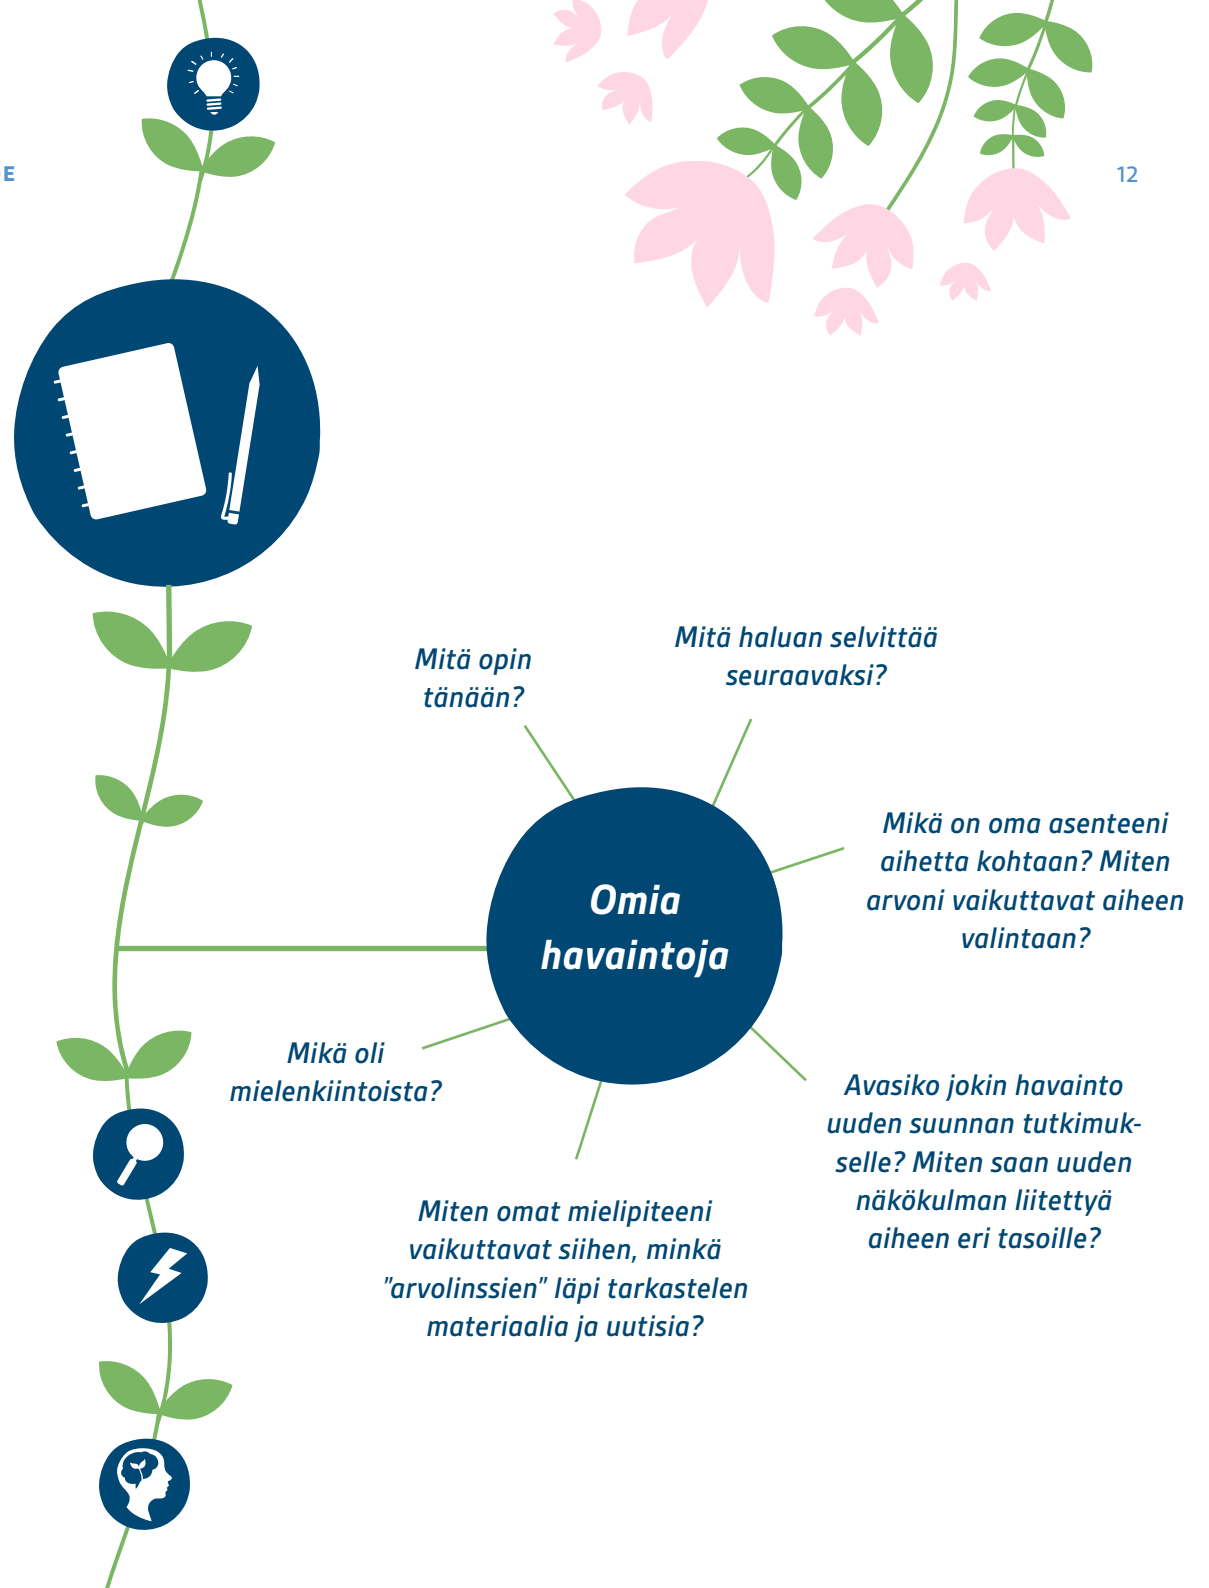 12
Mitä opin
tänään?
Mitä haluan selvittää
seuraavaksi?
Mikä on oma asenteeni
aihetta kohtaan? Miten
arvoni vaikuttavat aiheen
valintaan?
Omia
havaintoja
Mikä oli
mielenkiintoista?
Avasiko jokin havainto
uuden suunnan tutkimuk-
selle? Miten saan uuden
näkökulman liitettyä
aiheen eri tasoille?
Miten omat mielipiteeni
vaikuttavat siihen, minkä
”arvolinssien” läpi tarkastelen
materiaalia ja uutisia?